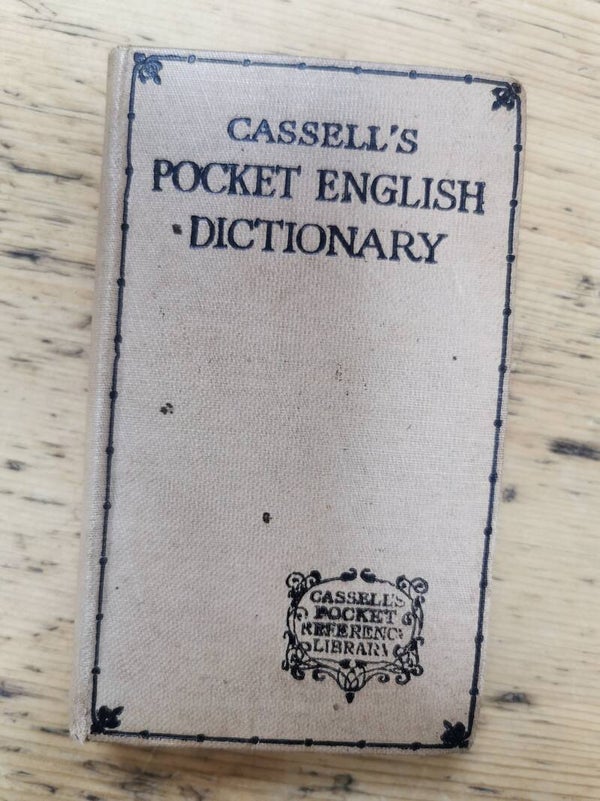 CASSELL'S
POCKET ENGLISH
DICTIONARY
CASSELL'S
POCKET
REFERENCE
LIBRARY